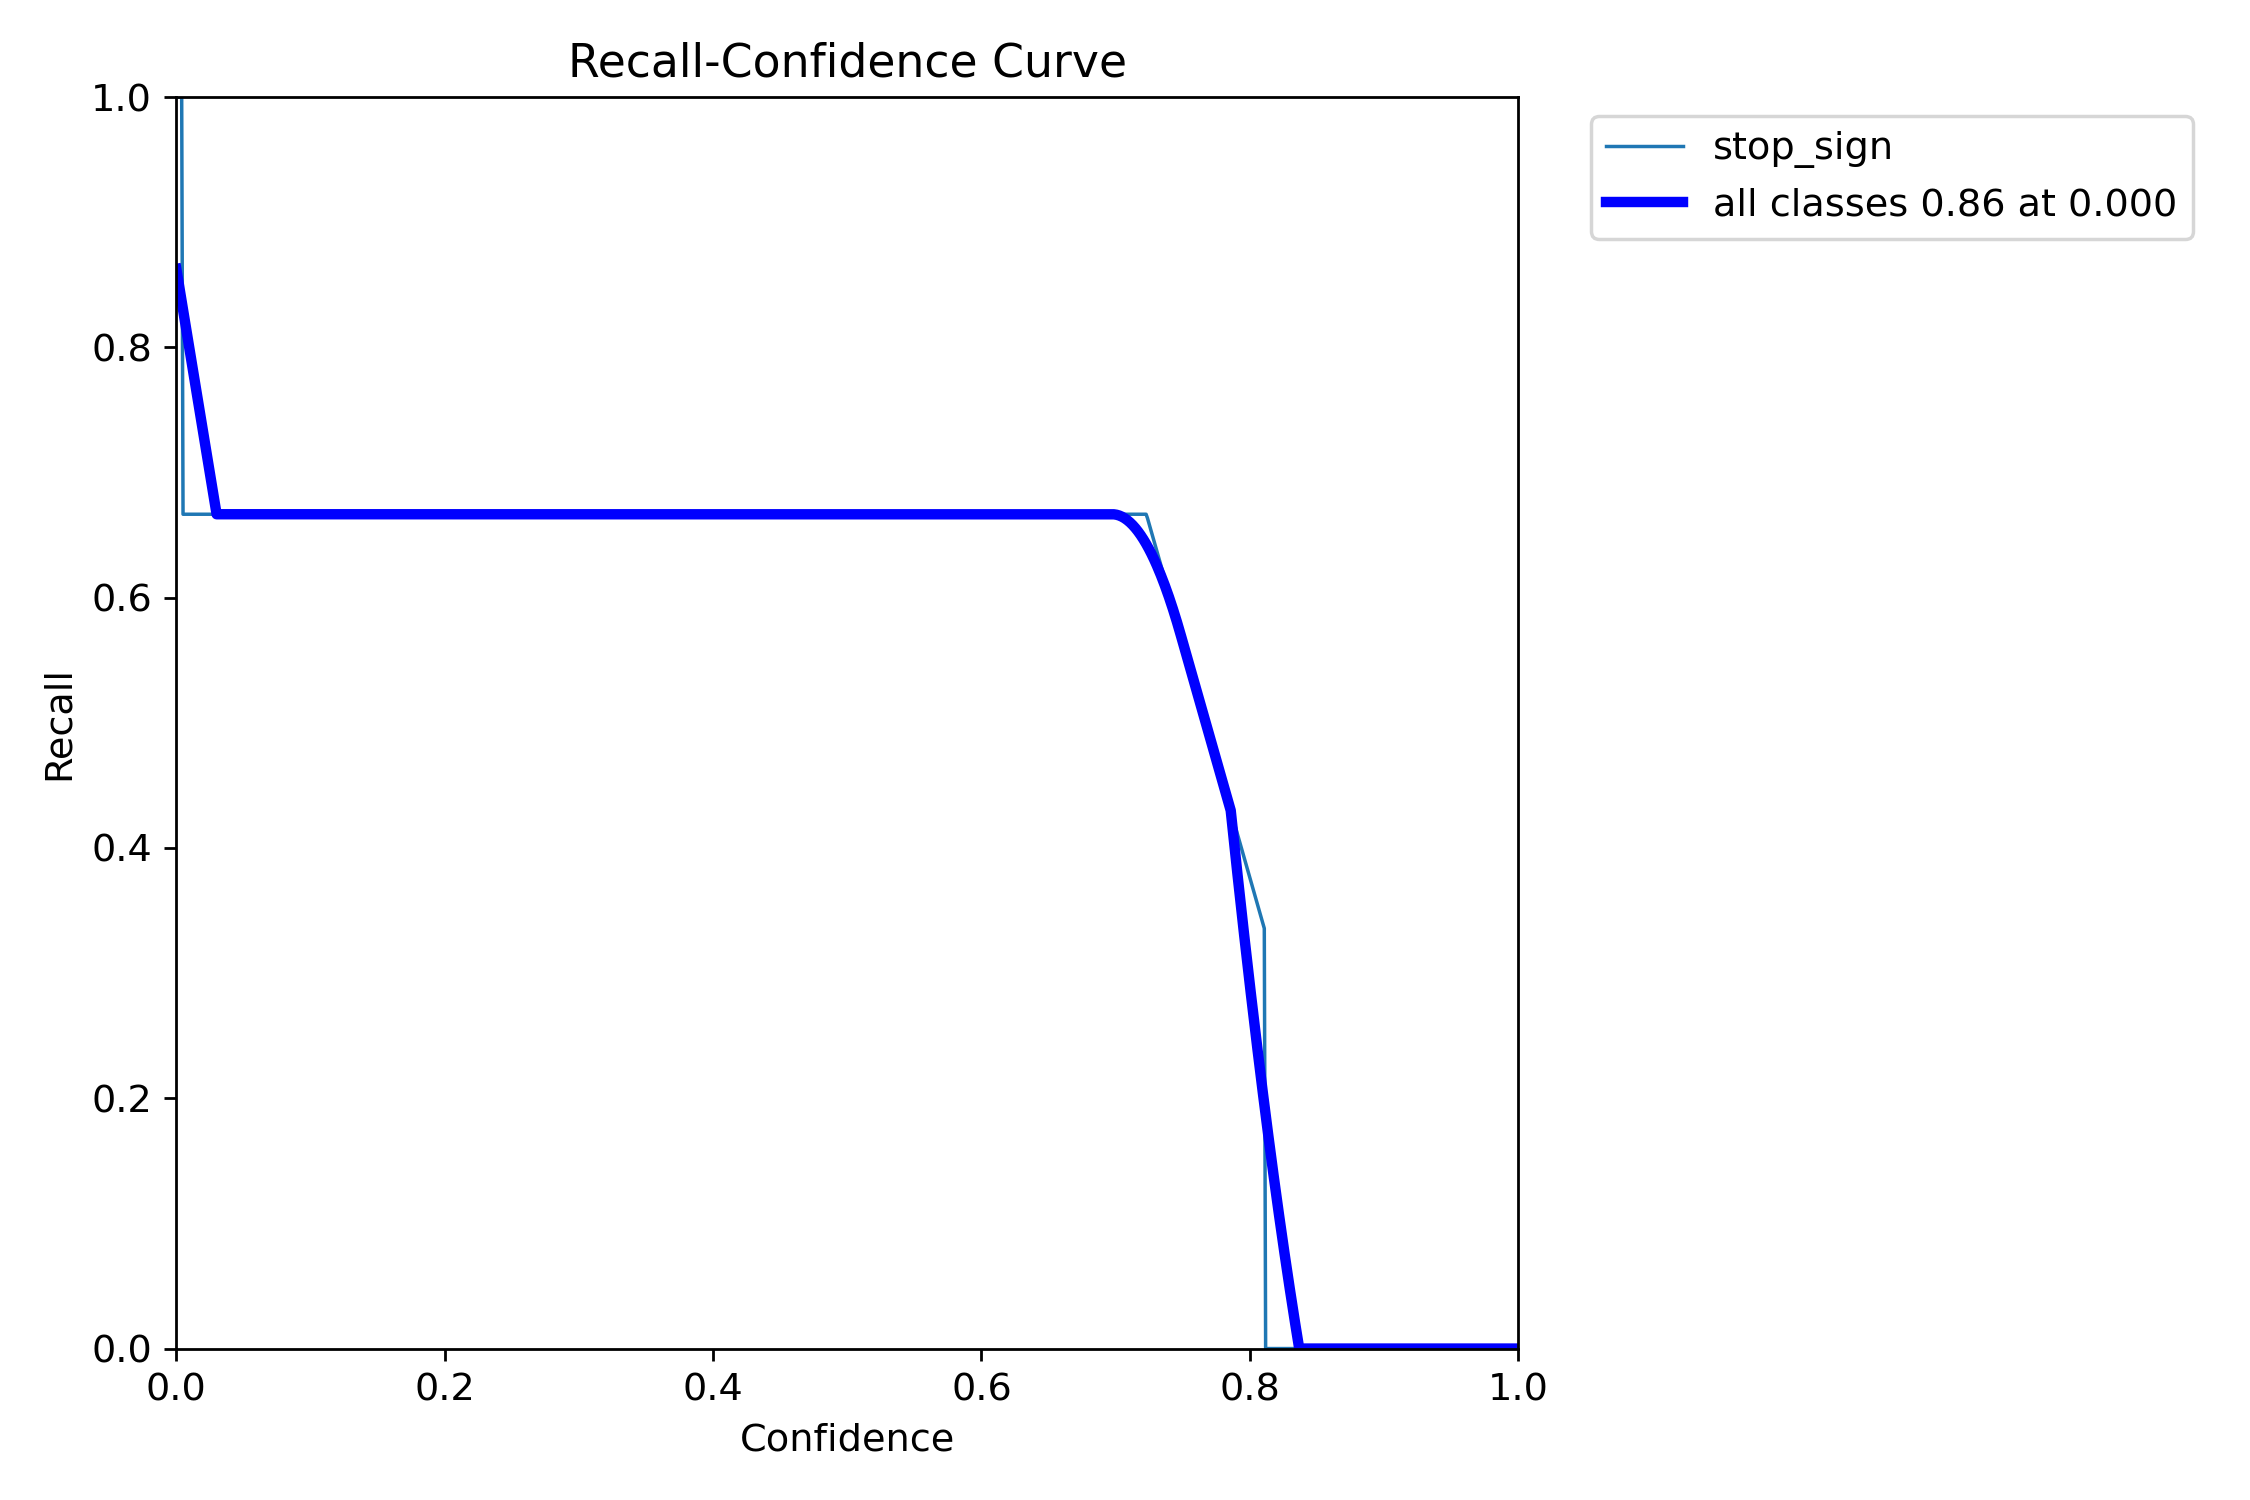 Recall-Confidence Curve
1.0
0.8
0.6
0.4
0.2
0.0
Recall
0.0 0.2 0.4 0.6 0.8 1.0
Confidence
stop_sign
all classes 0.86 at 0.000